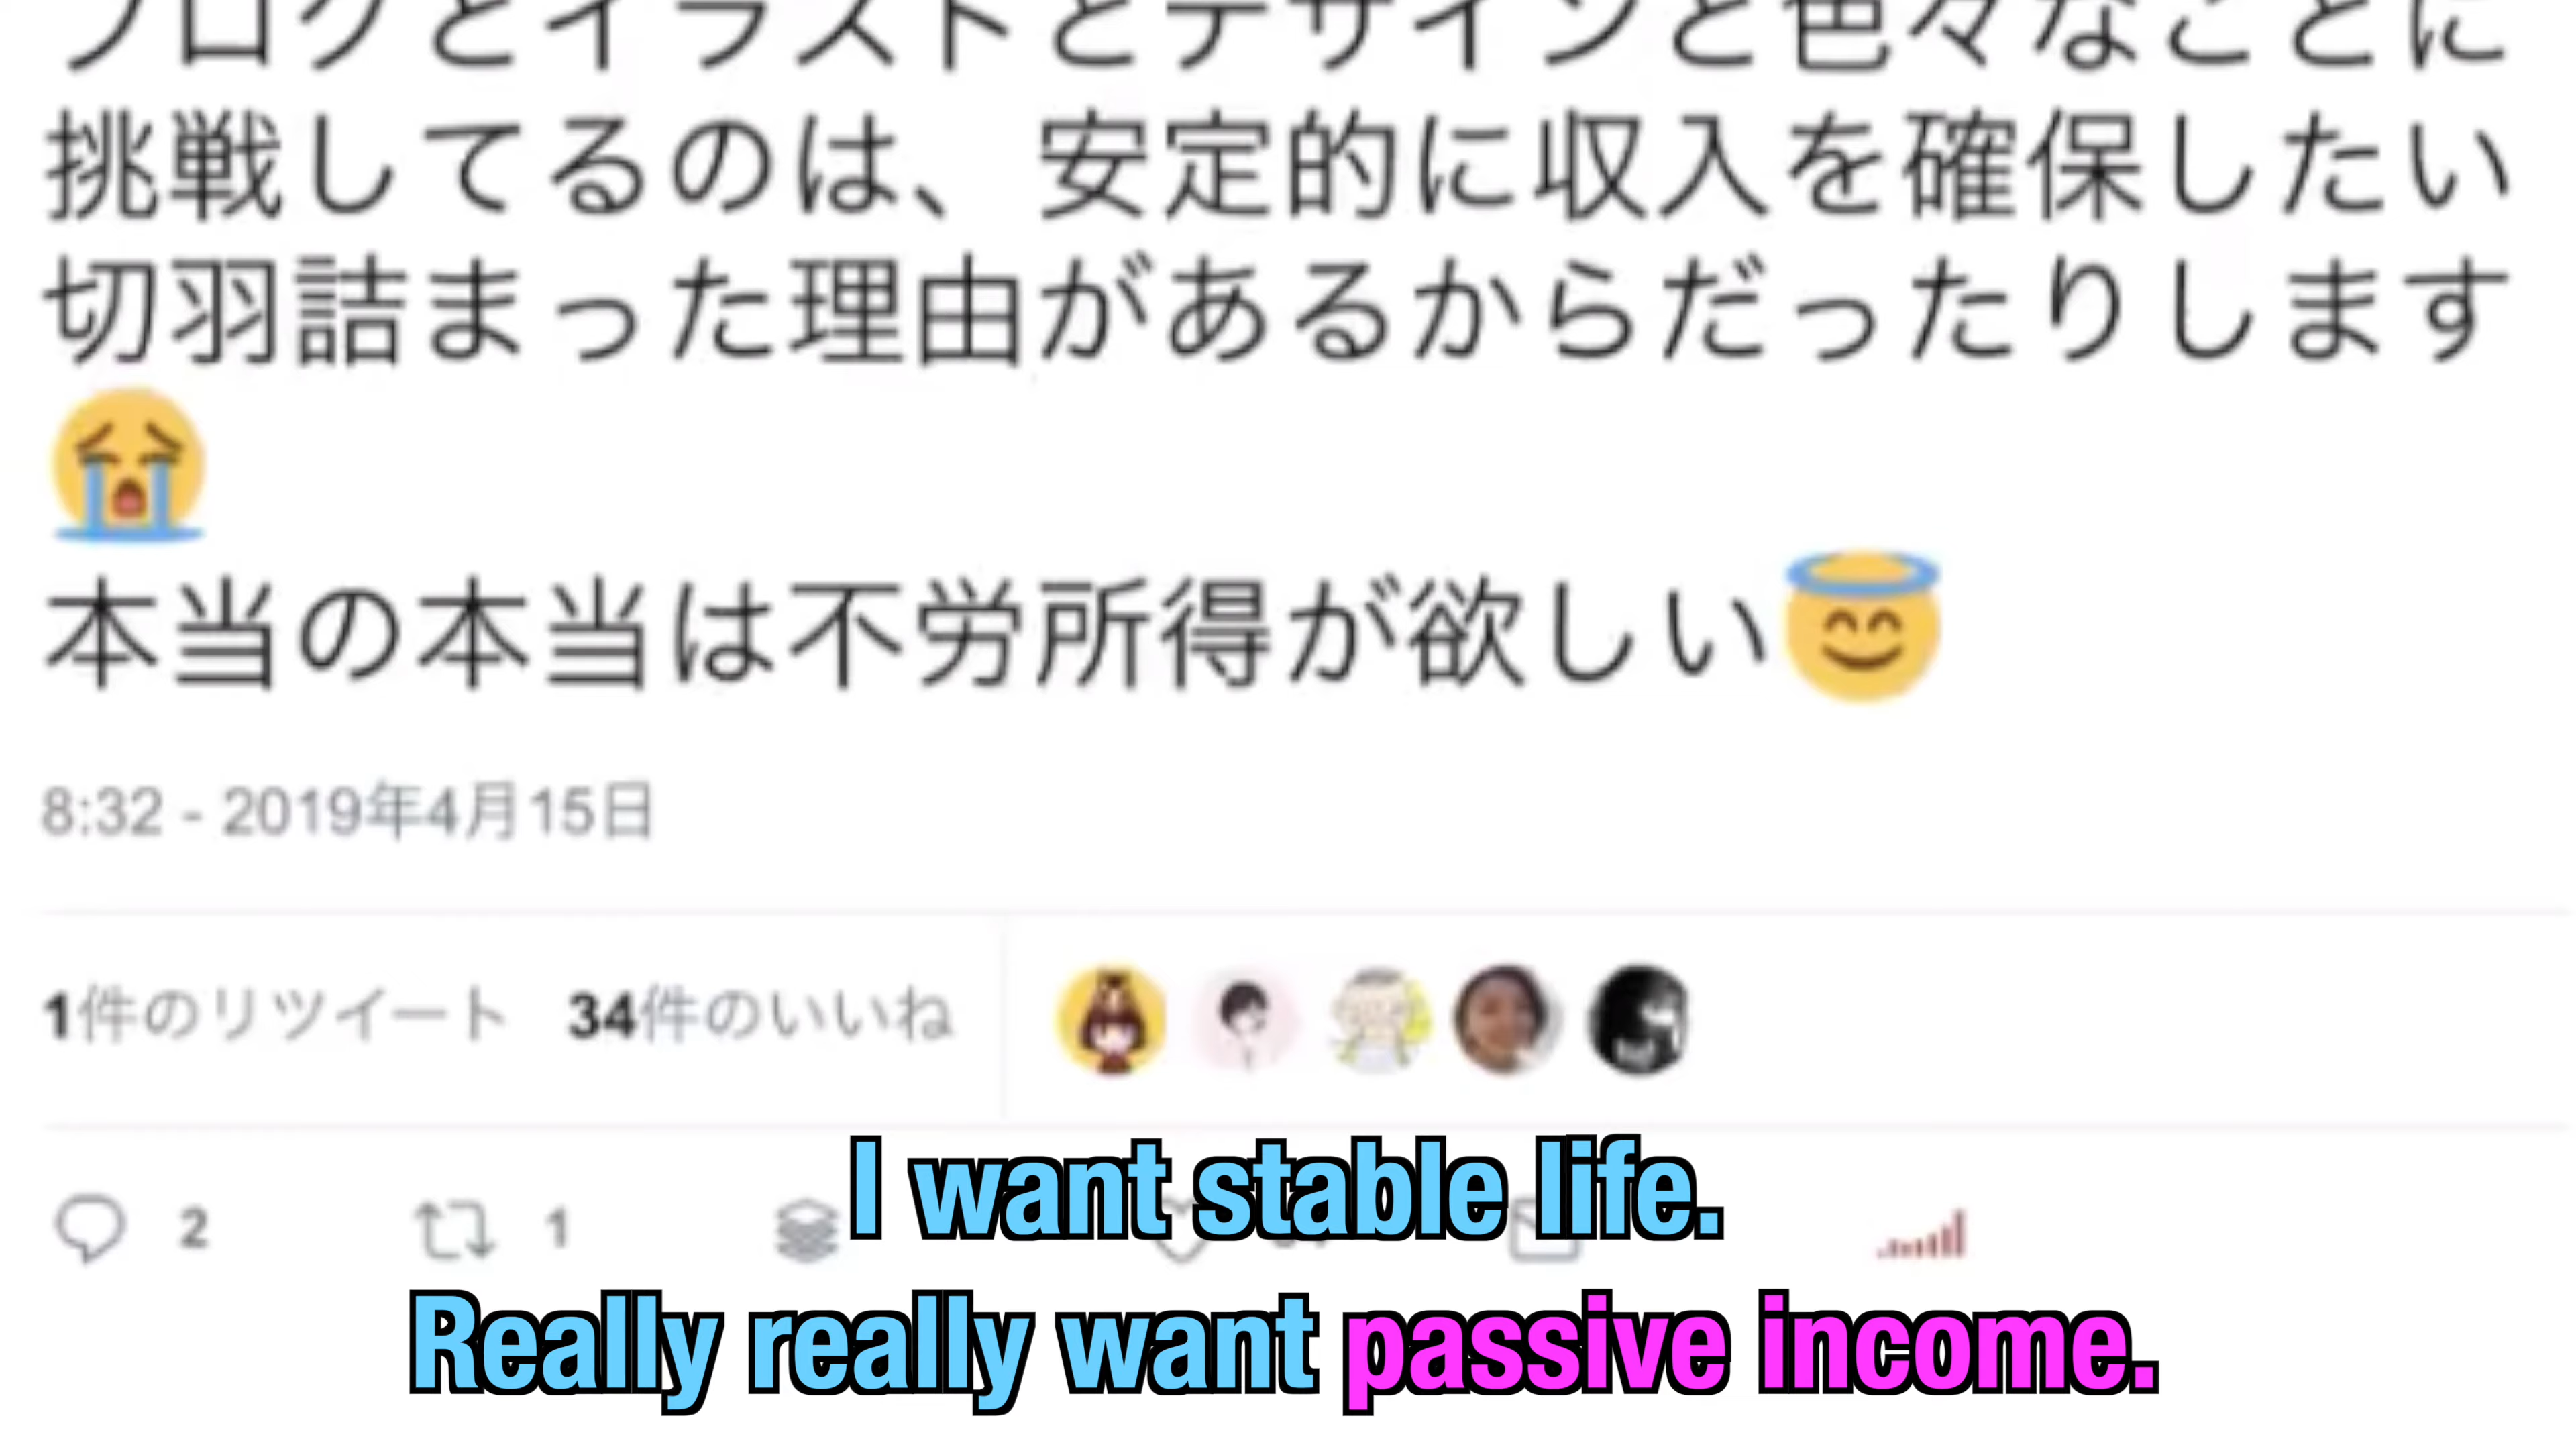 ブログとイラストとデザインと色々なことに
挑戦してるのは、安定的に収入を確保したい
切羽詰まった理由があるからだったりします
😭
本当の本当は不労所得が欲しい😇
8:32 - 2019年4月15日
1件のリツイート 34件のいいね
2 1
I want stable life.
Really really want passive income.